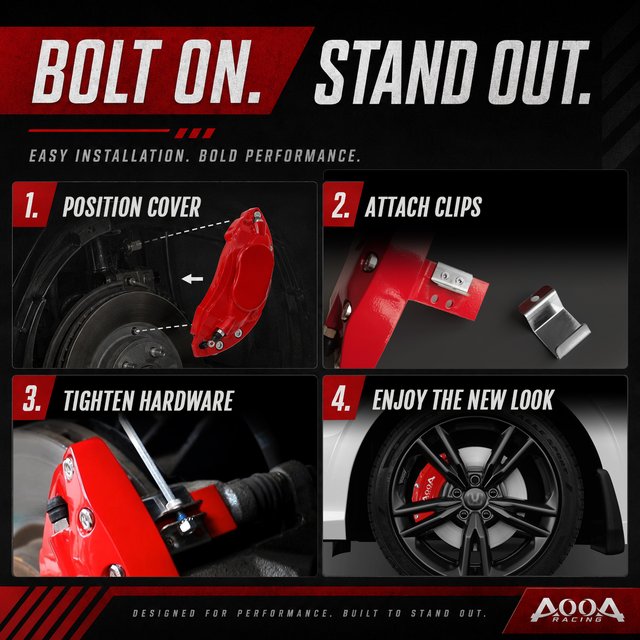 BOLT ON. STAND OUT.
EASY INSTALLATION. BOLD PERFORMANCE.
1. POSITION COVER
2. ATTACH CLIPS
3. TIGHTEN HARDWARE
4. ENJOY THE NEW LOOK
AOOA
DESIGNED FOR PERFORMANCE. BUILT TO STAND OUT.
AOOA
RACING